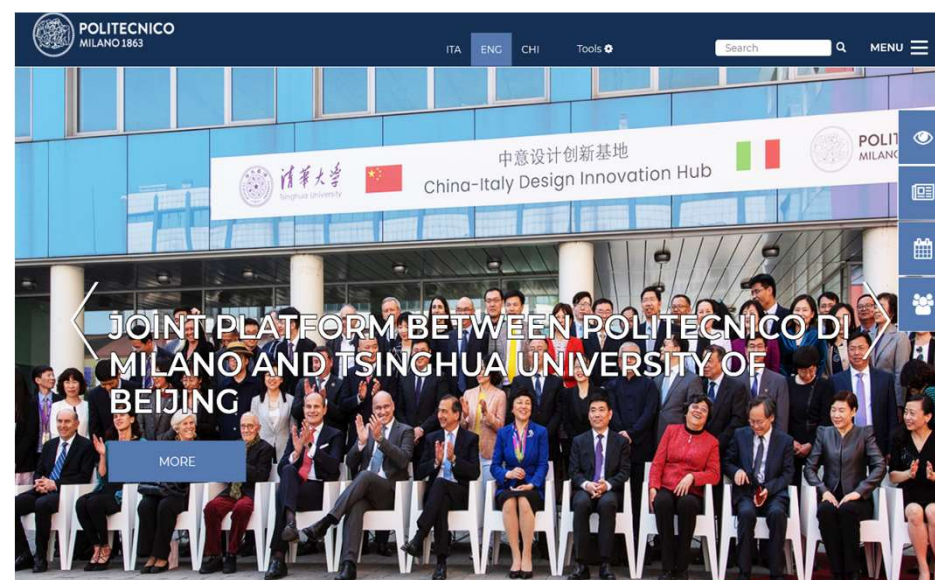 POLITECNICO
MILANO 1863
ITA ENG CHI Tools Search MENU
中意设计创新基地
China-Italy Design Innovation Hub
清华大学
Tsinghua University
POLIT
MILANO
JOINT PLATFORM BETWEEN POLITECNICO DI
MILANO AND TSINGHUA UNIVERSITY OF
BEIJING
MORE